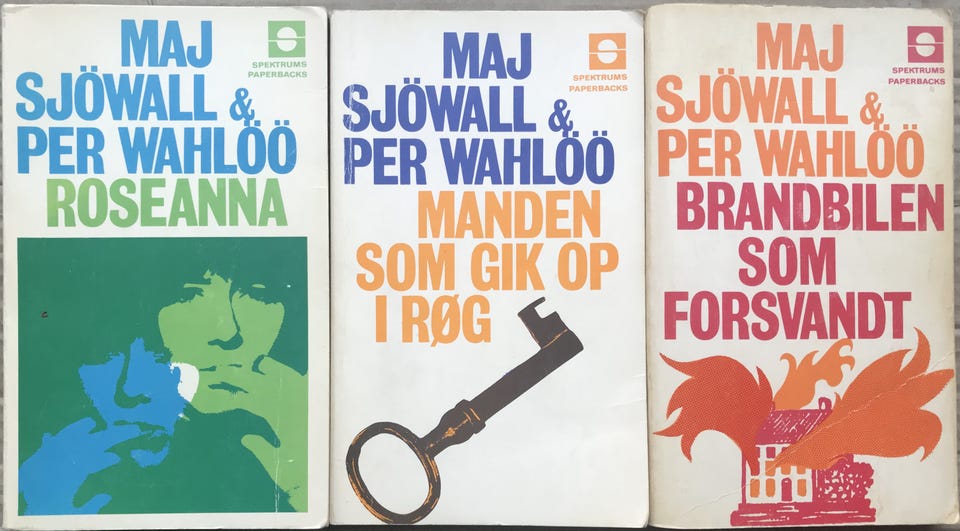 MAJ
SJÖWALL &
PER WAHLÖÖ
ROSEANNA
SPEKTRUMS
PAPERBACKS
MAJ
SJÖWALL &
PER WAHLÖÖ
MANDEN
SOM GIK OP
I RØG
SPEKTRUMS
PAPERBACKS
MAJ
SJÖWALL &
PER WAHLÖÖ
BRANDBILEN
SOM
FORSVANDT
SPEKTRUMS
PAPERBACKS